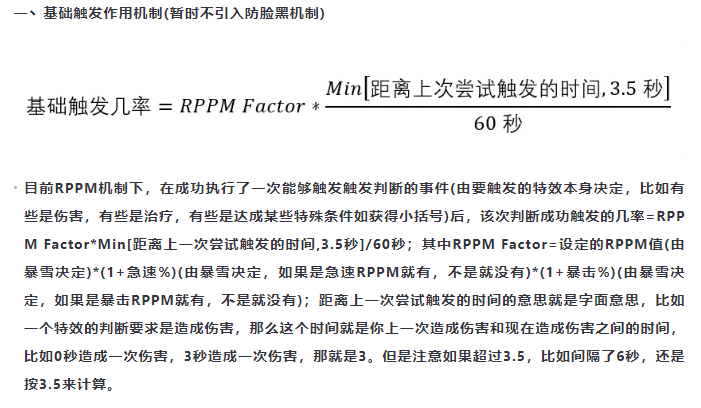 一、基础触发作用机制(暂时不引入防脸黑机制)
基础触发几率 = RPPM Factor * Min[距离上次尝试触发的时间, 3.5 秒] / 60 秒
目前RPPM机制下，在成功执行了一次能够触发触发判断的事件(由要触发的特效本身决定，比如有
些是伤害，有些是治疗，有些是达成某些特殊条件如获得小括号)后，该次判断成功触发的几率=RPP
M Factor*Min[距离上一次尝试触发的时间,3.5秒]/60秒；其中RPPM Factor=设定的RPPM值(由
暴雪决定)*(1+急速%)(由暴雪决定，如果是急速RPPM就有，不是就没有)*(1+暴击%)(由暴雪决
定，如果是暴击RPPM就有，不是就没有)；距离上一次尝试触发的时间的意思就是字面意思，比如
一个特效的判断要求是造成伤害，那么这个时间就是你上一次造成伤害和现在造成伤害之间的时间，
比如0秒造成一次伤害，3秒造成一次伤害，那就是3。但是注意如果超过3.5，比如间隔了6秒，还是
按3.5来计算。